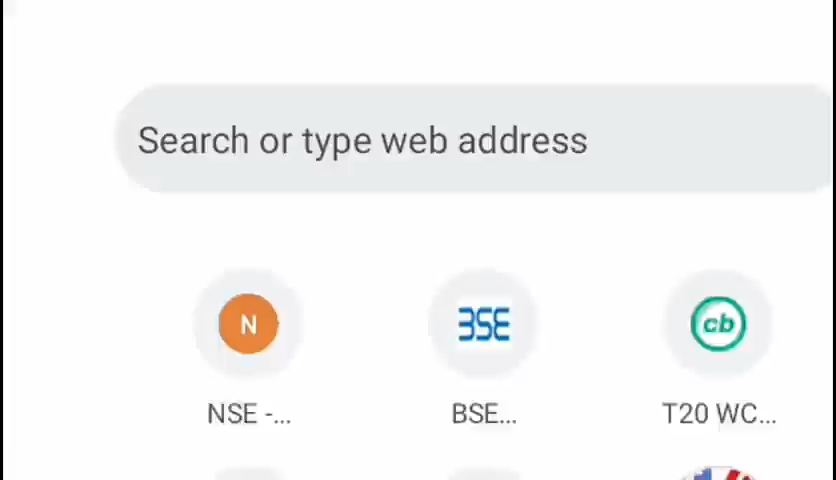 Search or type web address
N
BSE
cb
NSE -...
BSE...
T20 WC...